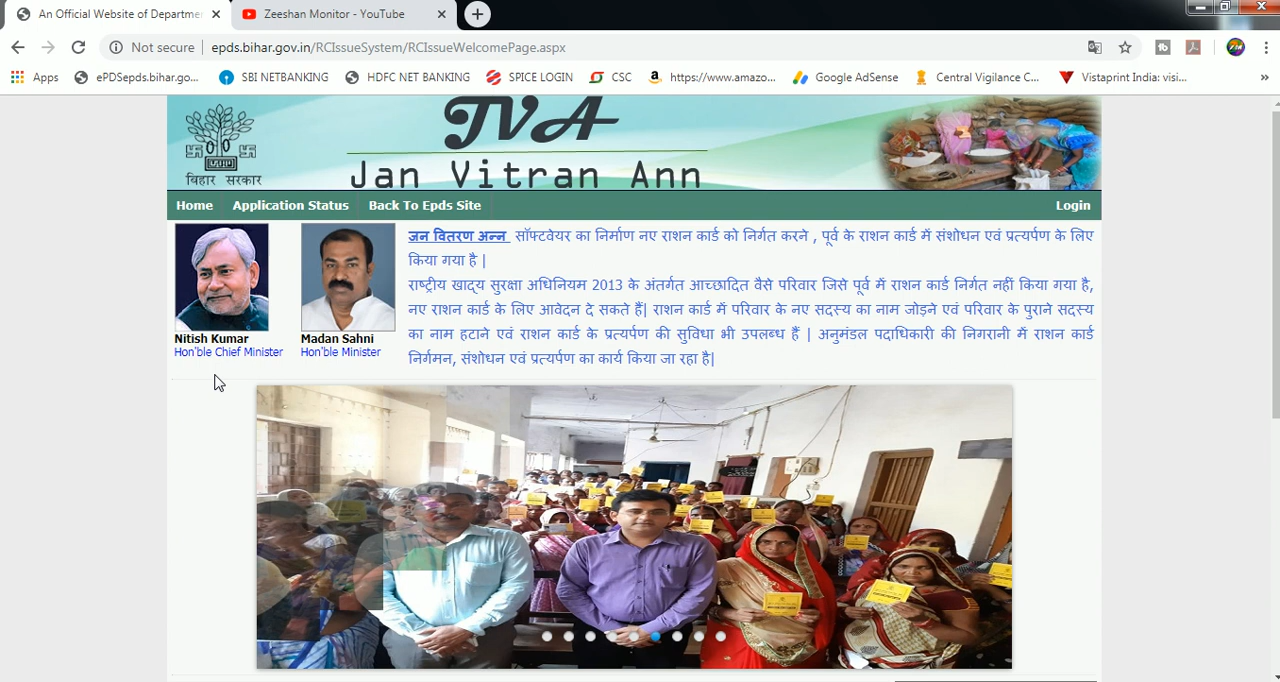 An Official Website of Departme
Zeeshan Monitor - YouTube
Not secure | epds.bihar.gov.in/RCIssueSystem/RCIssueWelcomePage.aspx
Apps ePDSepds.bihar.go... SBI NETBANKING HDFC NET BANKING SPICE LOGIN CSC https://www.amazo... Google AdSense Central Vigilance C... Vistaprint India: visi...
बिहार सरकार
JVA
Jan Vitran Ann
Home Application Status Back To Epds Site Login
जन वितरण अन्न सॉफ्टवेयर का निर्माण नए राशन कार्ड को निर्गत करने , पूर्व के राशन कार्ड में संशोधन एवं प्रत्यर्पण के लिए
किया गया है |
राष्ट्रीय खाद्य सुरक्षा अधिनियम 2013 के अंतर्गत आच्छादित वैसे परिवार जिसे पूर्व में राशन कार्ड निर्गत नहीं किया गया है,
नए राशन कार्ड के लिए आवेदन दे सकते हैं| राशन कार्ड में परिवार के नए सदस्य का नाम जोड़ने एवं परिवार के पुराने सदस्य
का नाम हटाने एवं राशन कार्ड के प्रत्यर्पण की सुविधा भी उपलब्ध हैं | अनुमंडल पदाधिकारी की निगरानी में राशन कार्ड
निर्गमन, संशोधन एवं प्रत्यर्पण का कार्य किया जा रहा है|
Nitish Kumar
Hon'ble Chief Minister
Madan Sahni
Hon'ble Minister